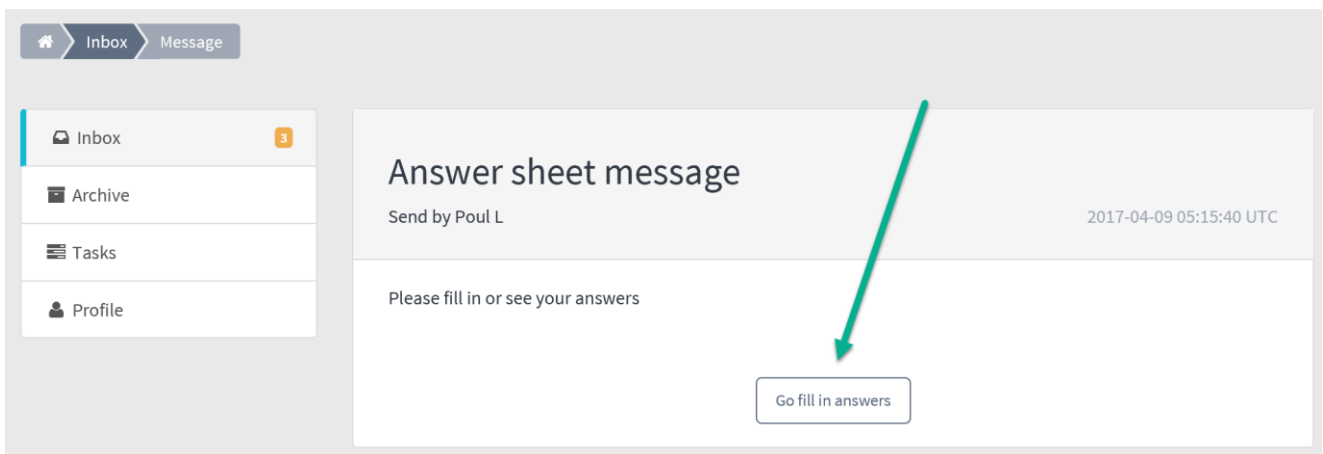 Inbox Message
Inbox 3
Archive
Tasks
Profile
Answer sheet message
Send by Poul L 2017-04-09 05:15:40 UTC
Please fill in or see your answers
Go fill in answers